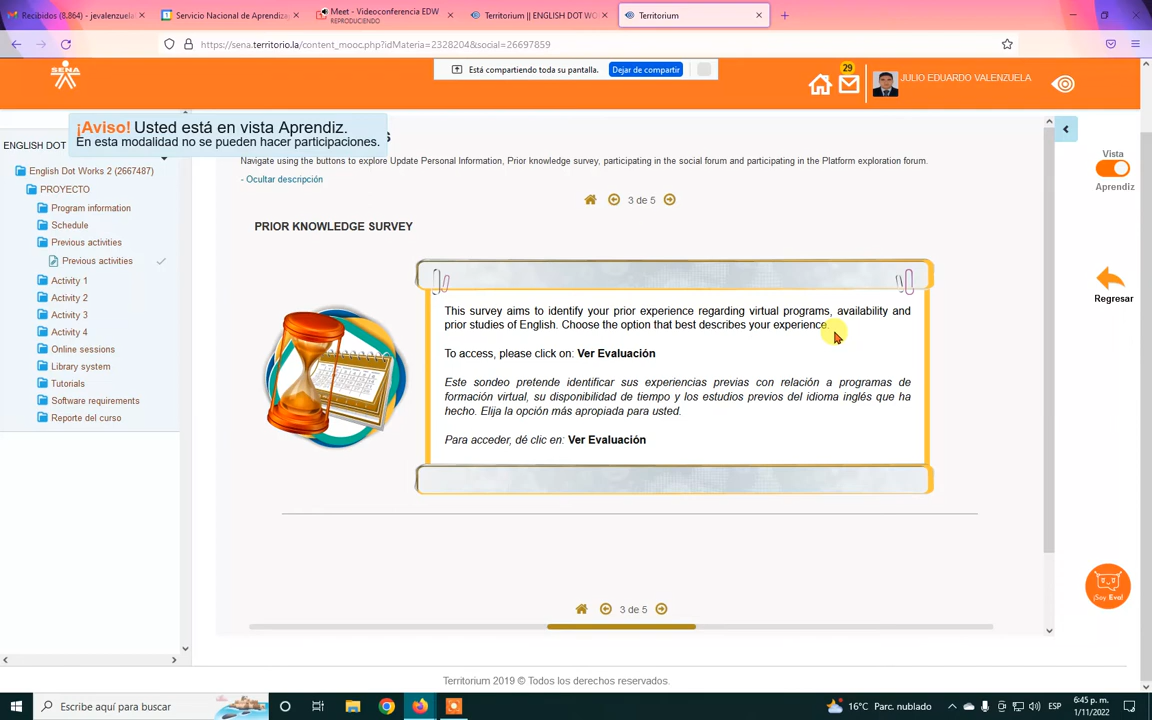 Recibidos (8.864) - jevalenzuela
Servicio Nacional de Aprendiza
Meet - Videoconferencia EDW
REPRODUCIENDO
Territorium || ENGLISH DOT WO
Territorium
https://sena.territorio.la/content_mooc.php?idMateria=2328204&social=26697859
Está compartiendo toda su pantalla.
Dejar de compartir
SENA
29
JULIO EDUARDO VALENZUELA
¡Aviso! Usted está en vista Aprendiz.
En esta modalidad no se pueden hacer participaciones.
ENGLISH DOT
English Dot Works 2 (2667487)
PROYECTO
Program information
Schedule
Previous activities
Previous activities
Activity 1
Activity 2
Activity 3
Activity 4
Online sessions
Library system
Tutorials
Software requirements
Reporte del curso
Navigate using the buttons to explore Update Personal Information, Prior knowledge survey, participating in the social forum and participating in the Platform exploration forum.
- Ocultar descripción
3 de 5
PRIOR KNOWLEDGE SURVEY
This survey aims to identify your prior experience regarding virtual programs, availability and
prior studies of English. Choose the option that best describes your experience.
To access, please click on: Ver Evaluación
Este sondeo pretende identificar sus experiencias previas con relación a programas de
formación virtual, su disponibilidad de tiempo y los estudios previos del idioma inglés que ha
hecho. Elija la opción más apropiada para usted.
Para acceder, dé clic en: Ver Evaluación
3 de 5
Vista
Aprendiz
Regresar
¡Soy Eva!
Territorium 2019 © Todos los derechos reservados.
Escribe aquí para buscar
16°C Parc. nublado
ESP
6:45 p. m.
1/11/2022